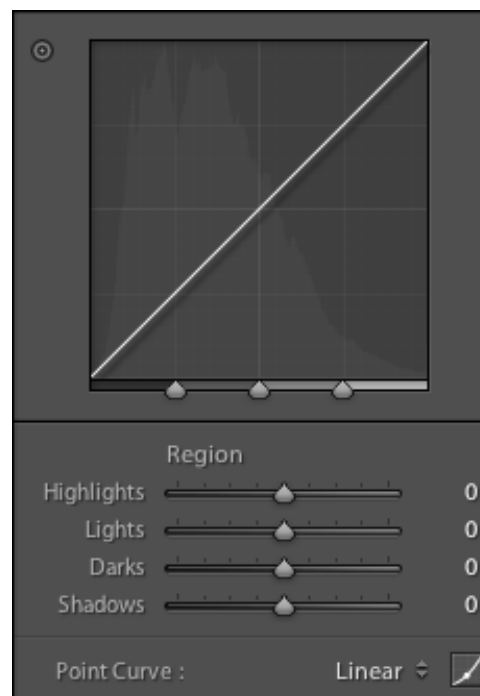 Region
Highlights 0
Lights 0
Darks 0
Shadows 0
Point Curve : Linear